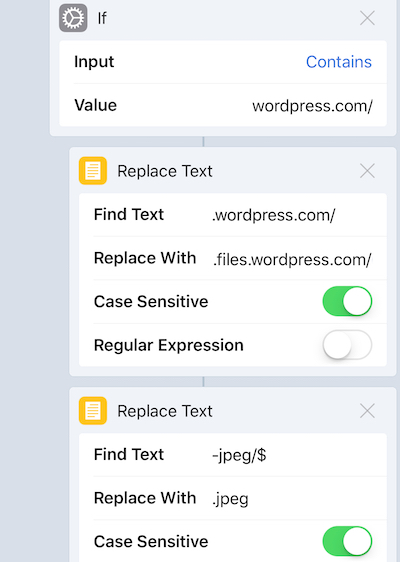 If
Input Contains
Value wordpress.com/
Replace Text
Find Text .wordpress.com/
Replace With .files.wordpress.com/
Case Sensitive
Regular Expression
Replace Text
Find Text -jpeg/$
Replace With .jpeg
Case Sensitive